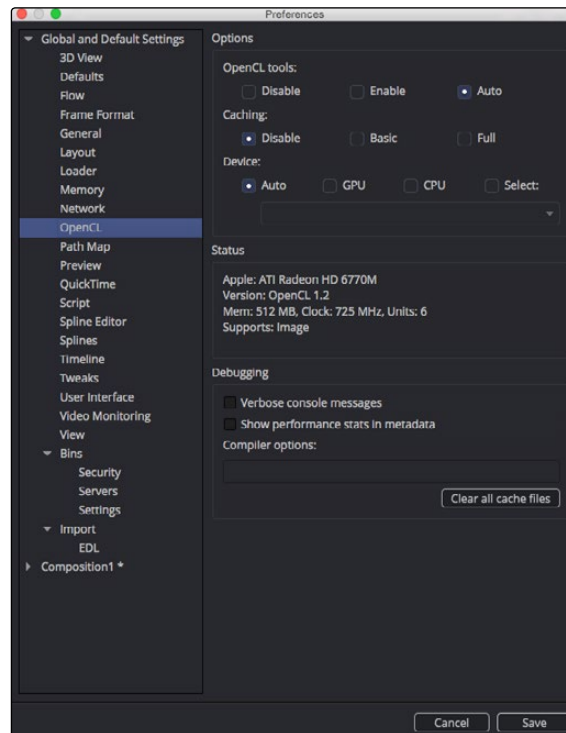 Preferences
Global and Default Settings
3D View
Defaults
Flow
Frame Format
General
Layout
Loader
Memory
Network
OpenCL
Path Map
Preview
QuickTime
Script
Spline Editor
Splines
Timeline
Tweaks
User Interface
Video Monitoring
View
Bins
Security
Servers
Settings
Import
EDL
Composition1 *
Options
OpenCL tools:
Disable Enable Auto
Caching:
Disable Basic Full
Device:
Auto GPU CPU Select:
Status
Apple: ATI Radeon HD 6770M
Version: OpenCL 1.2
Mem: 512 MB, Clock: 725 MHz, Units: 6
Supports: Image
Debugging
Verbose console messages
Show performance stats in metadata
Compiler options:
Clear all cache files
Cancel Save